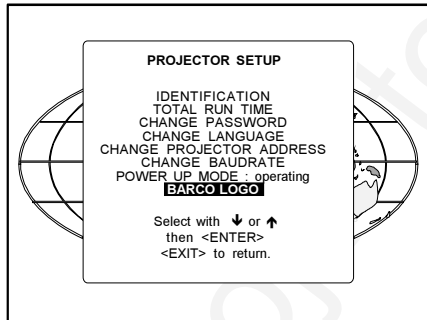 PROJECTOR SETUP
IDENTIFICATION
TOTAL RUN TIME
CHANGE PASSWORD
CHANGE LANGUAGE
CHANGE PROJECTOR ADDRESS
CHANGE BAUDRATE
POWER UP MODE : operating
BARCO LOGO
Select with ↓ or ↑
then <ENTER>
<EXIT> to return.